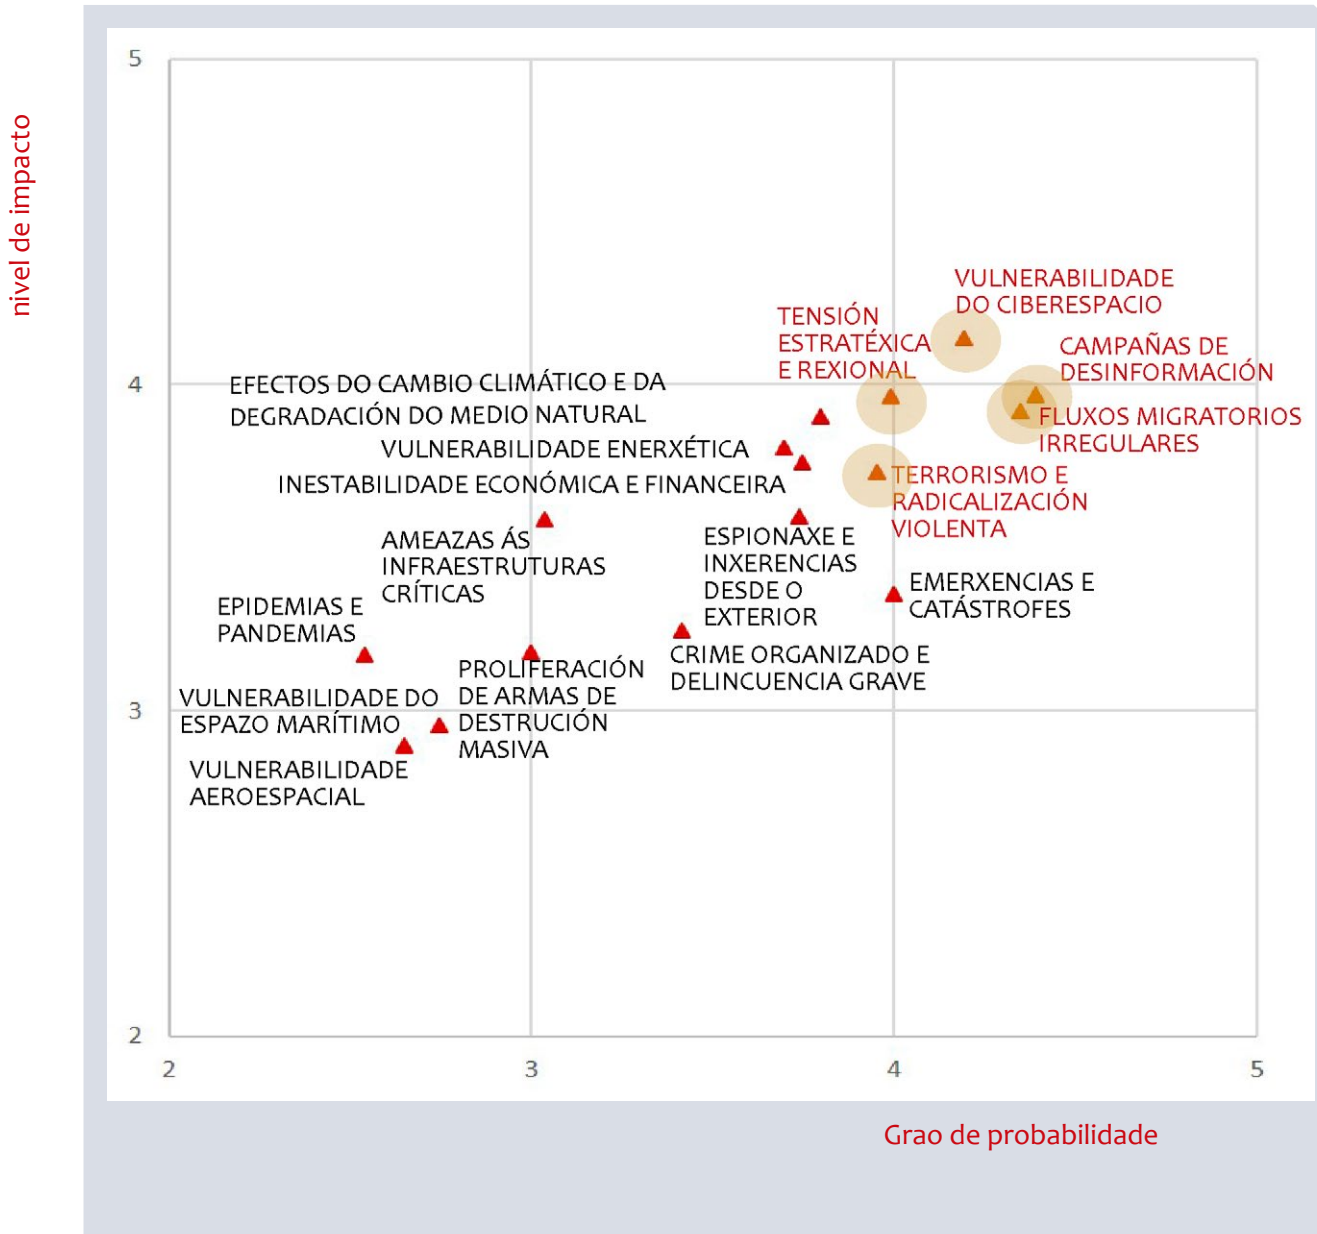 nivel de impacto
5
VULNERABILIDADE
DO CIBERESPACIO
TENSIÓN
ESTRATÉXICA
E REXIONAL
CAMPAÑAS DE
DESINFORMACIÓN
4
EFECTOS DO CAMBIO CLIMÁTICO E DA
DEGRADACIÓN DO MEDIO NATURAL
FLUXOS MIGRATORIOS
IRREGULARES
VULNERABILIDADE ENERXÉTICA
INESTABILIDADE ECONÓMICA E FINANCEIRA
TERRORISMO E
RADICALIZACIÓN
VIOLENTA
AMEAZAS ÁS
INFRAESTRUTURAS
CRÍTICAS
ESPIONAXE E
INXERENCIAS
DESDE O
EXTERIOR
EMERXENCIAS E
CATÁSTROFES
EPIDEMIAS E
PANDEMIAS
CRIME ORGANIZADO E
DELINCUENCIA GRAVE
PROLIFERACIÓN
DE ARMAS DE
DESTRUCIÓN
MASIVA
VULNERABILIDADE DO
ESPAZO MARÍTIMO
3
VULNERABILIDADE
AEROESPACIAL
2
2
3
4
5
Grao de probabilidade